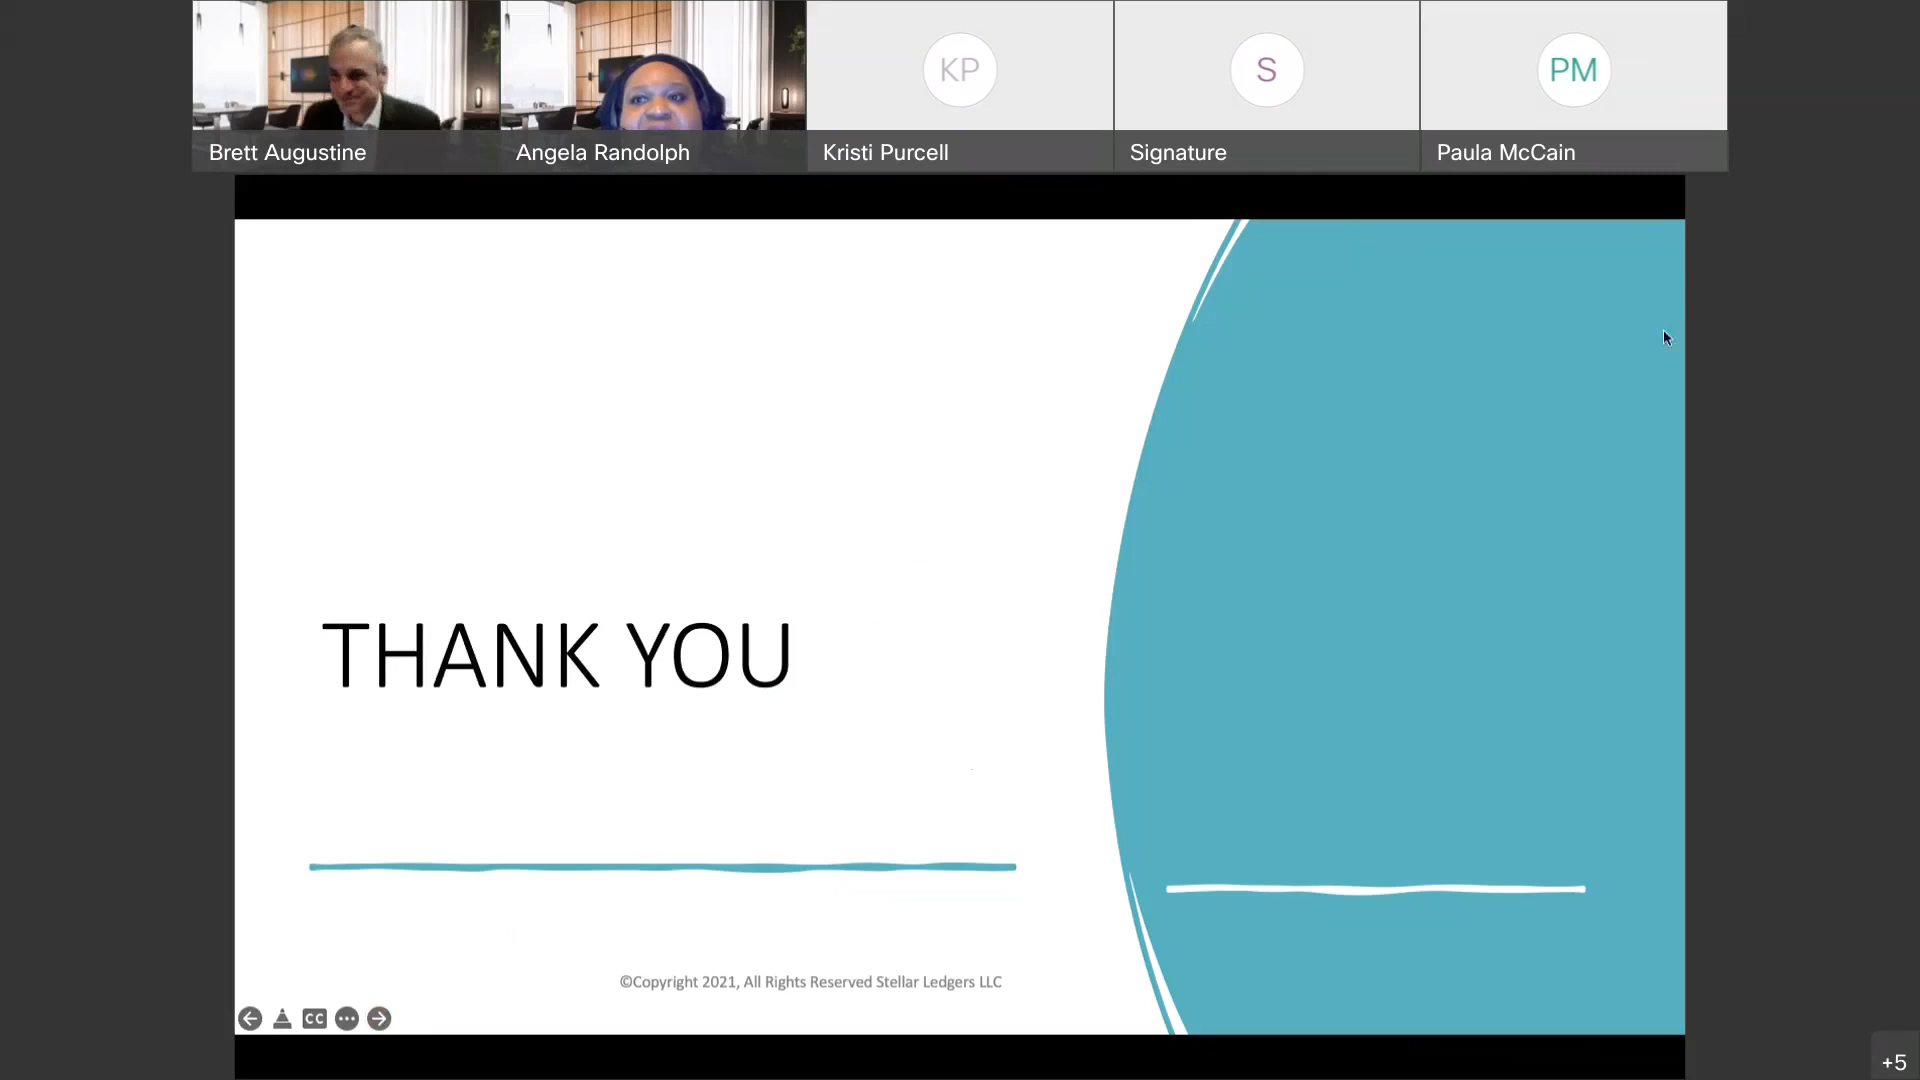 KP
S
PM
Brett Augustine
Angela Randolph
Kristi Purcell
Signature
Paula McCain
THANK YOU
©Copyright 2021, All Rights Reserved Stellar Ledgers LLC
CC
+5